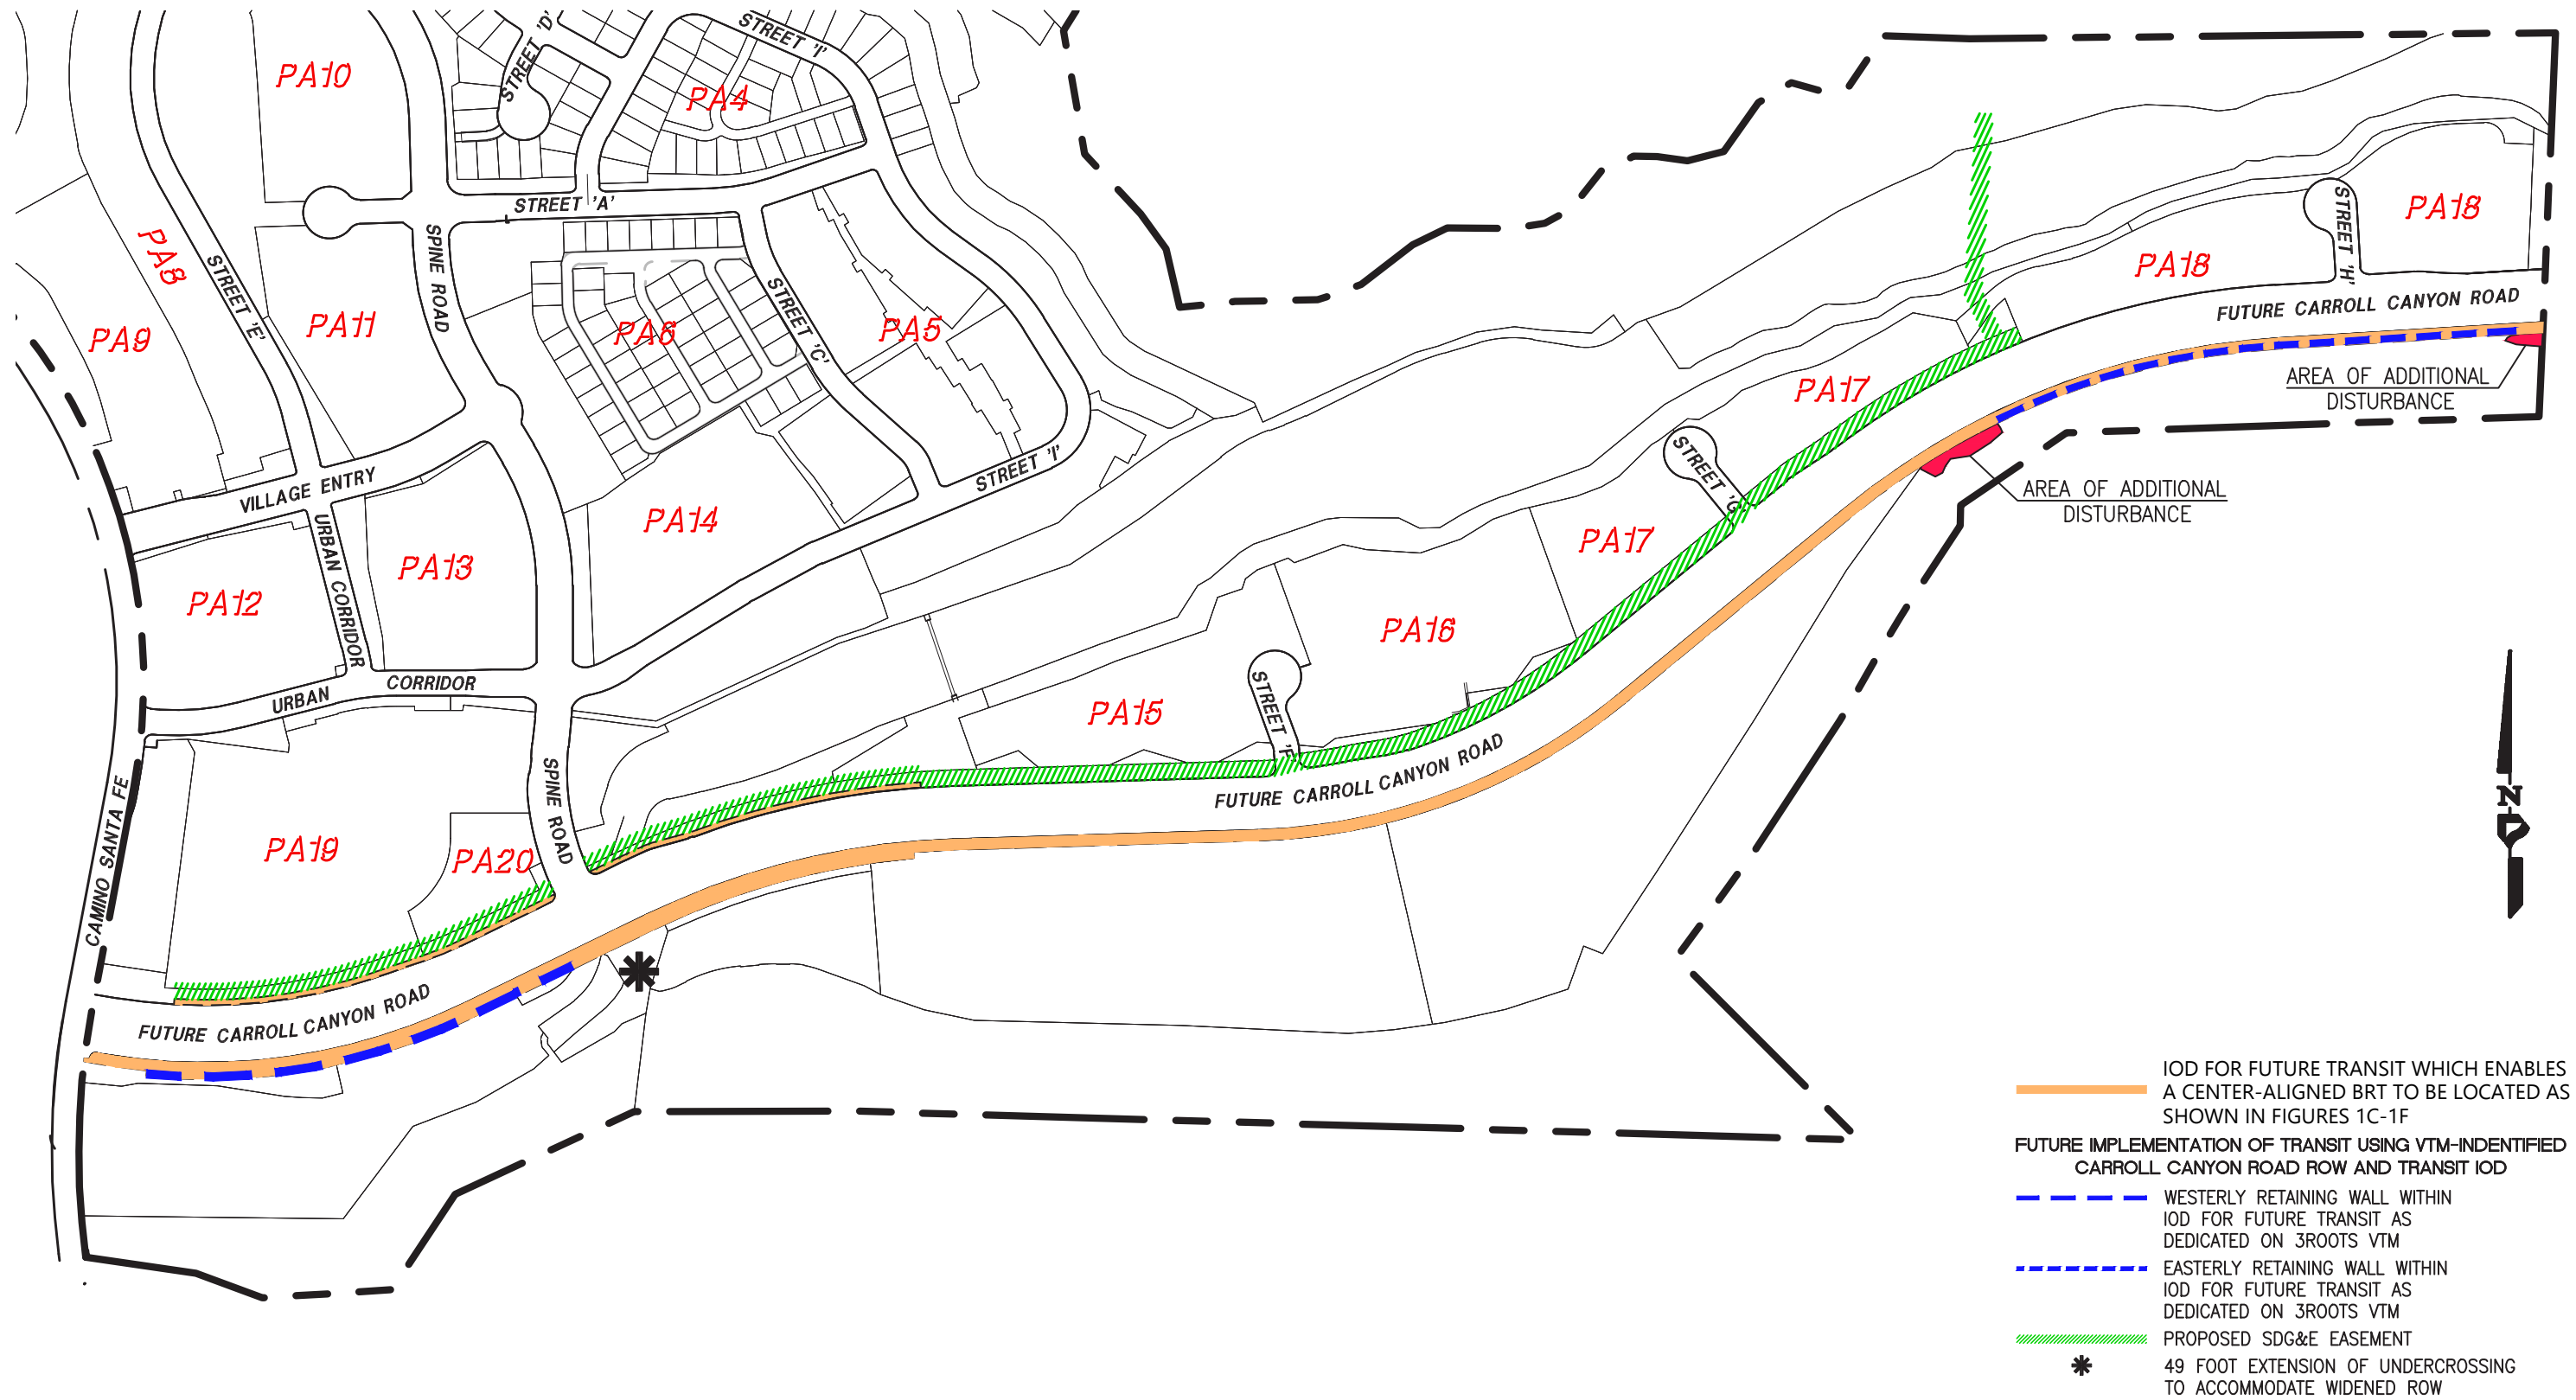 STREET 'D'
STREET 'I'
PA10
PA4
STREET 'A'
STREET 'H'
PA18
PA8
STREET 'E'
SPINE ROAD
PA18
PA9
PA11
PA6
STREET 'C'
PA5
FUTURE CARROLL CANYON ROAD
AREA OF ADDITIONAL
DISTURBANCE
PA17
STREET 'G'
STREET 'I'
VILLAGE ENTRY
AREA OF ADDITIONAL
DISTURBANCE
URBAN CORRIDOR
PA14
PA17
PA13
PA12
PA16
CORRIDOR
URBAN
STREET 'F'
PA15
FUTURE CARROLL CANYON ROAD
SPINE ROAD
CAMINO SANTA FE
PA19
PA20
N
FUTURE CARROLL CANYON ROAD
IOD FOR FUTURE TRANSIT WHICH ENABLES
A CENTER-ALIGNED BRT TO BE LOCATED AS
SHOWN IN FIGURES 1C-1F
FUTURE IMPLEMENTATION OF TRANSIT USING VTM-INDENTIFIED
CARROLL CANYON ROAD ROW AND TRANSIT IOD
WESTERLY RETAINING WALL WITHIN
IOD FOR FUTURE TRANSIT AS
DEDICATED ON 3ROOTS VTM
EASTERLY RETAINING WALL WITHIN
IOD FOR FUTURE TRANSIT AS
DEDICATED ON 3ROOTS VTM
PROPOSED SDG&E EASEMENT
49 FOOT EXTENSION OF UNDERCROSSING
TO ACCOMMODATE WIDENED ROW